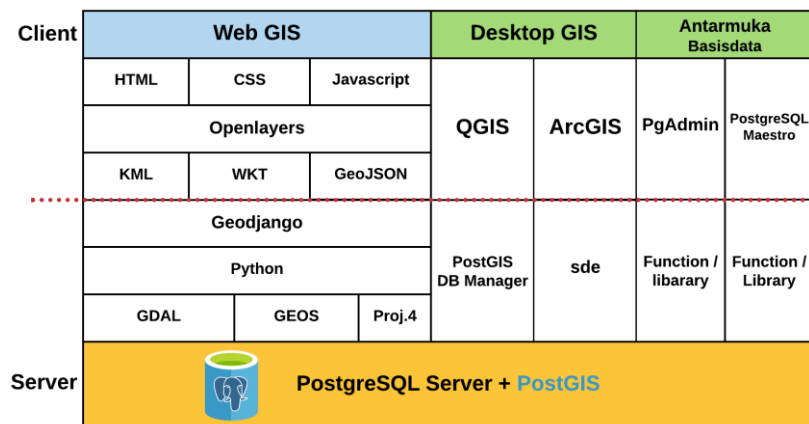 Client
Web GIS
Desktop GIS
Antarmuka
Basisdata
HTML
CSS
Javascript
Openlayers
KML
WKT
GeoJSON
QGIS
ArcGIS
PgAdmin
PostgreSQL
Maestro
Geodjango
Python
GDAL
GEOS
Proj.4
PostGIS
DB Manager
sde
Function /
libarary
Function /
Library
Server
PostgreSQL Server + PostGIS